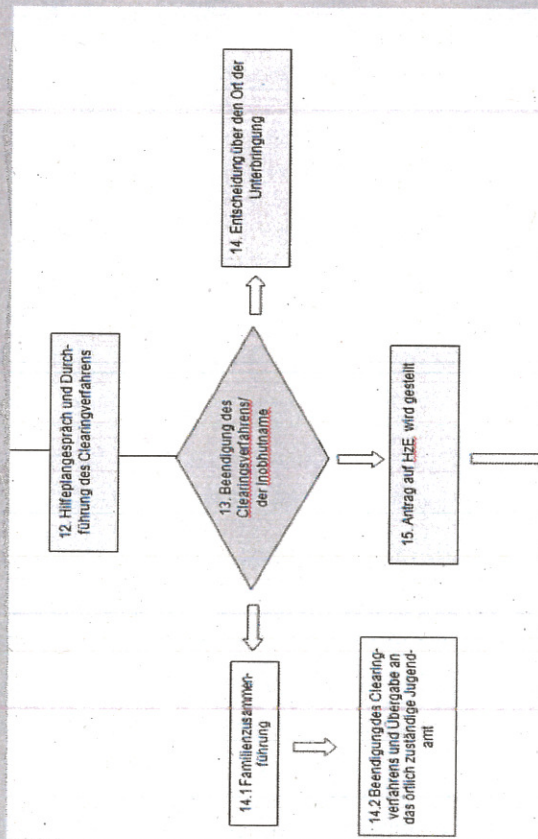 12. Hilfeplangespräch und Durch-
führung des Clearingverfahrens
13. Beendigung des
Clearingsverfahrens/
der Inobhutname
14. Entscheidung über den Ort der
Unterbringung
14.1 Familienzusammen-
führung
14.2 Beendigung des Clearing-
verfahrens und Übergabe an
das örtlich zuständige Jugend-
amt
15. Antrag auf HzE wird gestellt